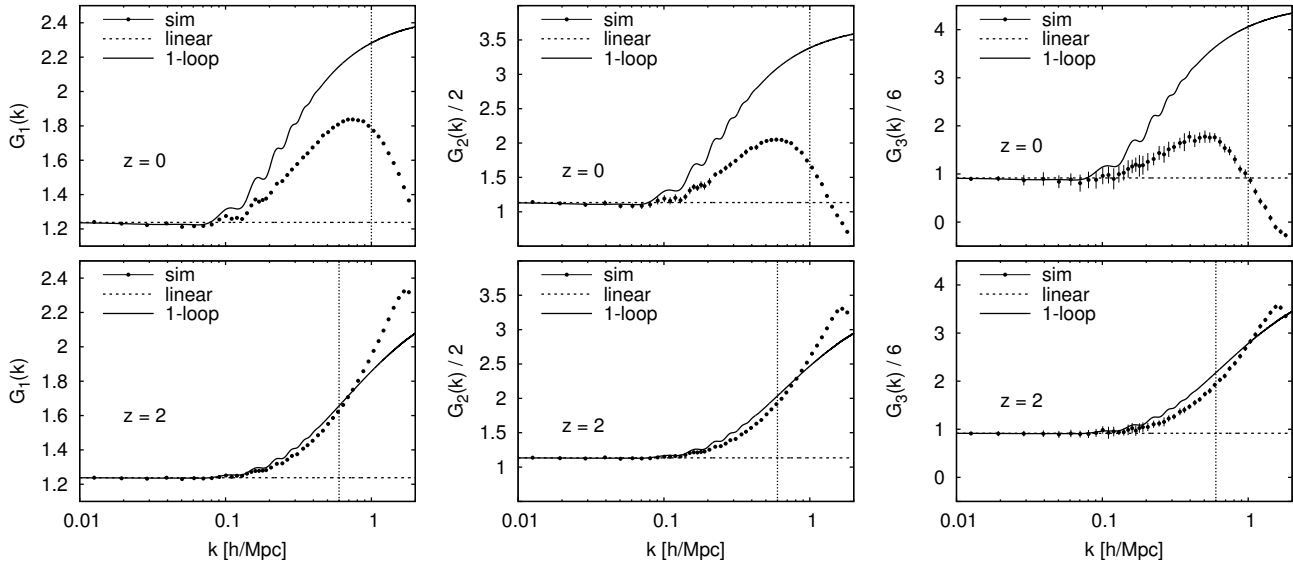 G1(k)
2.4
2.2
2
1.8
1.6
1.4
1.2
sim
linear
1-loop
z = 0
G2(k) / 2
3.5
3
2.5
2
1.5
1
sim
linear
1-loop
z = 0
G3(k) / 6
4
3
2
1
0
sim
linear
1-loop
z = 0
G1(k)
2.4
2.2
2
1.8
1.6
1.4
1.2
sim
linear
1-loop
z = 2
0.01 0.1 1
k [h/Mpc]
G2(k) / 2
3.5
3
2.5
2
1.5
1
sim
linear
1-loop
z = 2
0.01 0.1 1
k [h/Mpc]
G3(k) / 6
4
3
2
1
0
sim
linear
1-loop
z = 2
0.01 0.1 1
k [h/Mpc]